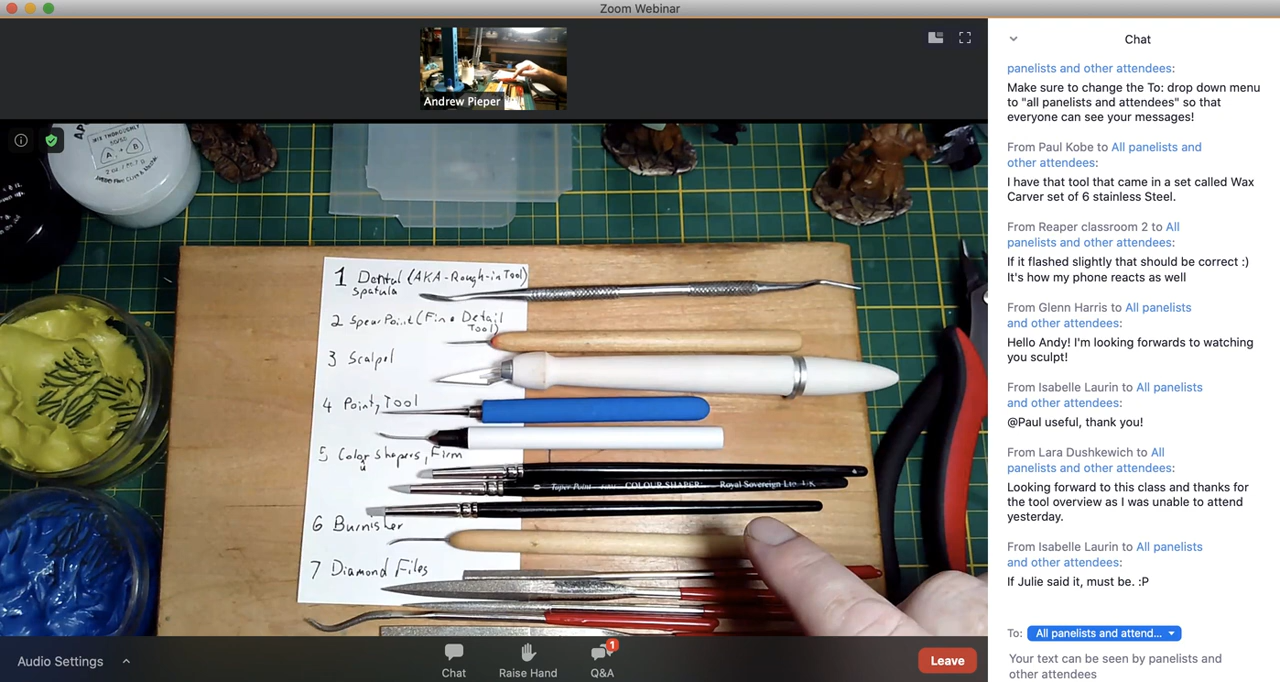 Zoom Webinar
Andrew Pieper
MIX THOROUGHLY
50/50
A + B
1 Dental (AKA-Rough-in Tool)
Spatula
2 Spear Point (Fine Detail
Tool)
3 Scalpel
4 Pointy Tool
5 Color Shapers, Firm
Taper Point
COLOUR SHAPER
Royal Sovereign Ltd UK
6 Burnisher
7 Diamond Files
Audio Settings
Chat
Raise Hand
1
Q&A
Leave
Chat
panelists and other attendees:
Make sure to change the To: drop down menu
to "all panelists and attendees" so that
everyone can see your messages!
From Paul Kobe to All panelists and
other attendees:
I have that tool that came in a set called Wax
Carver set of 6 stainless Steel.
From Reaper classroom 2 to All
panelists and other attendees:
If it flashed slightly that should be correct :)
It's how my phone reacts as well
From Glenn Harris to All panelists
and other attendees:
Hello Andy! I'm looking forwards to watching
you sculpt!
From Isabelle Laurin to All panelists
and other attendees:
@Paul useful, thank you!
From Lara Dushkewich to All
panelists and other attendees:
Looking forward to this class and thanks for
the tool overview as I was unable to attend
yesterday.
From Isabelle Laurin to All panelists
and other attendees:
If Julie said it, must be. :P
To: All panelists and attend...
Your text can be seen by panelists and
other attendees